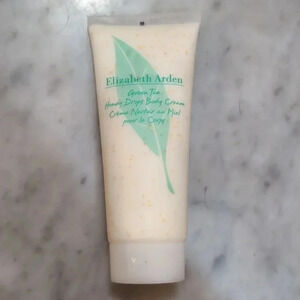 Elizabeth Arden
Green Tea
Honey Drops Body Cream
Crème Nectar au Miel
pour le Corps